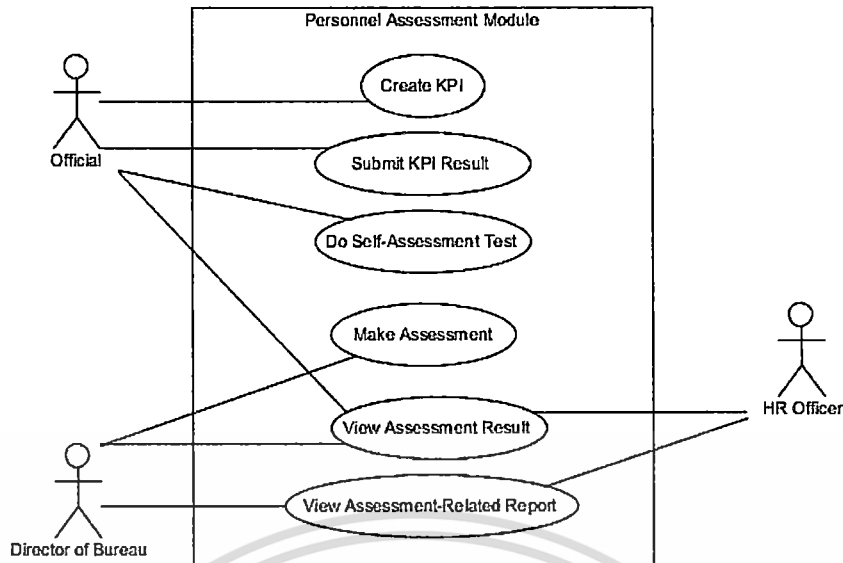 Personnel Assessment Module
Create KPI
Official
Submit KPI Result
Do Self-Assessment Test
Make Assessment
HR Officer
View Assessment Result
View Assessment-Related Report
Director of Bureau